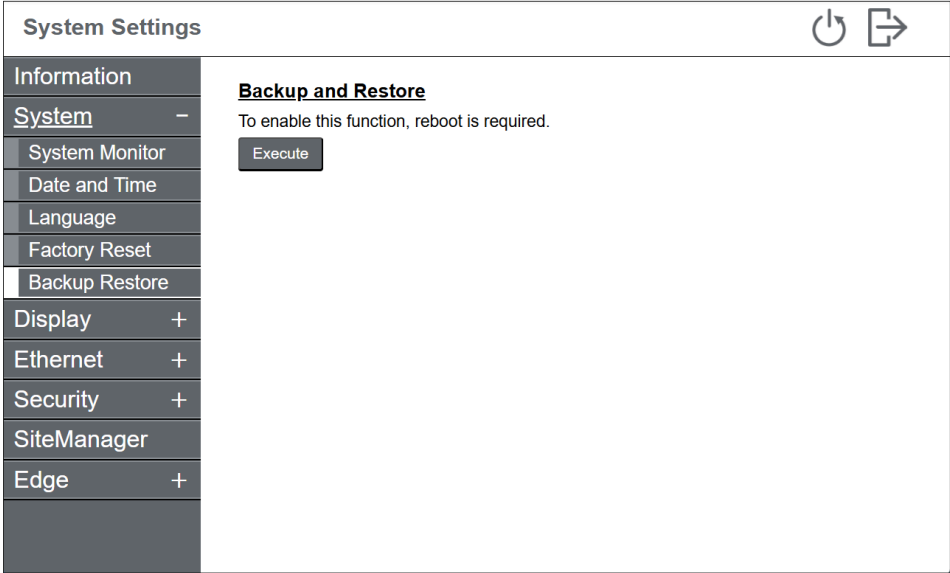 System Settings
Information
System −
System Monitor
Date and Time
Language
Factory Reset
Backup Restore
Display +
Ethernet +
Security +
SiteManager
Edge +
Backup and Restore
To enable this function, reboot is required.
Execute